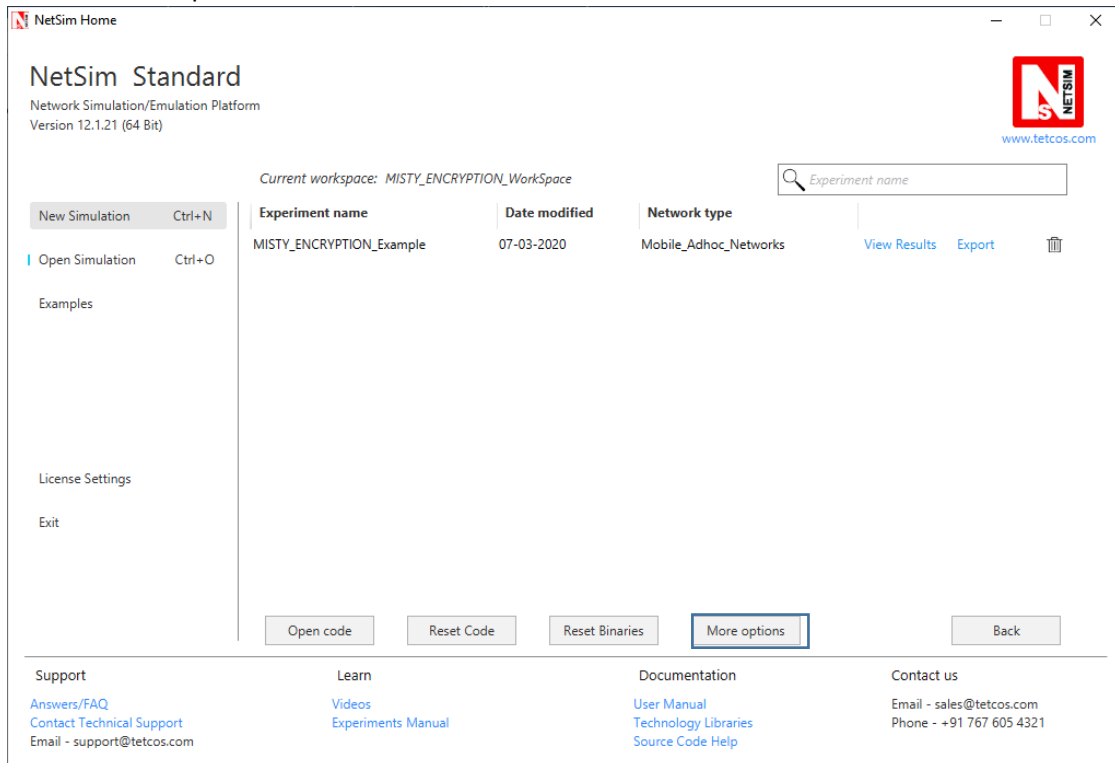 NetSim Home
NetSim Standard
Network Simulation/Emulation Platform
Version 12.1.21 (64 Bit)
NETSIM
NS
www.tetcos.com
Current workspace: MISTY_ENCRYPTION_WorkSpace
Experiment name
New Simulation Ctrl+N
Open Simulation Ctrl+O
Examples
License Settings
Exit
Experiment name Date modified Network type
MISTY_ENCRYPTION_Example 07-03-2020 Mobile_Adhoc_Networks View Results Export
Open code Reset Code Reset Binaries More options Back
Support
Answers/FAQ
Contact Technical Support
Email - support@tetcos.com
Learn
Videos
Experiments Manual
Documentation
User Manual
Technology Libraries
Source Code Help
Contact us
Email - sales@tetcos.com
Phone - +91 767 605 4321